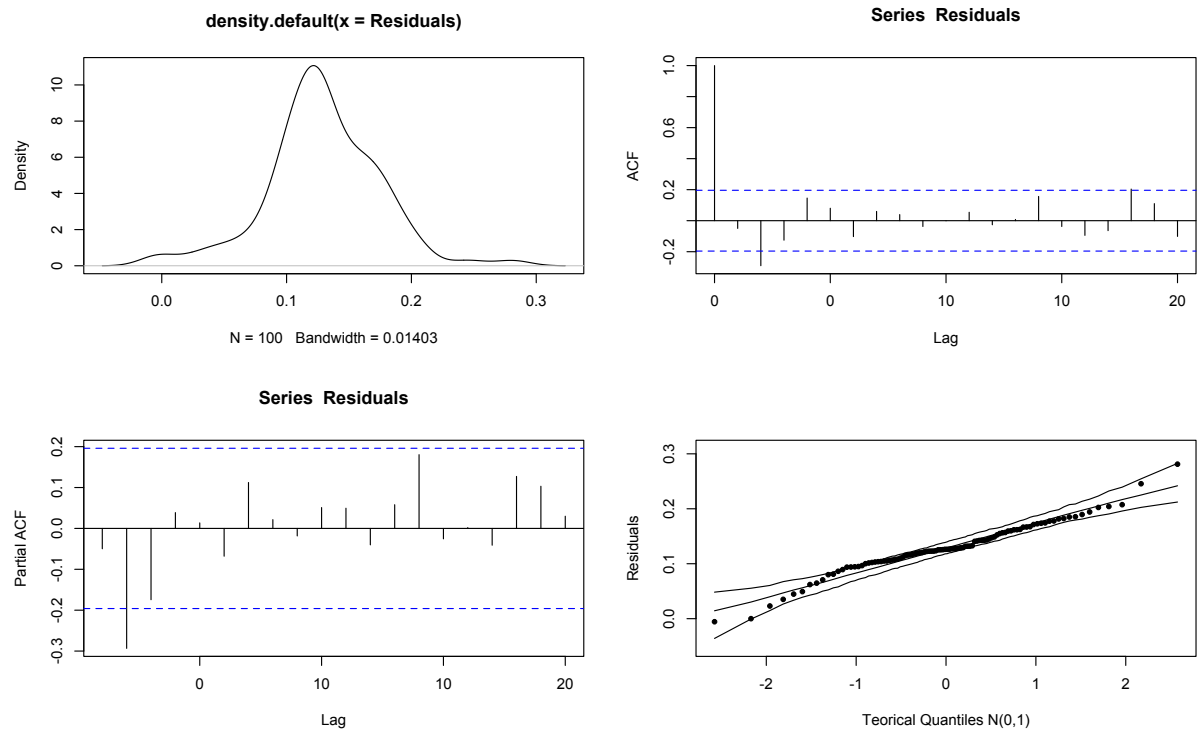 density.default(x = Residuals)
Density
0 2 4 6 8 10
0.0 0.1 0.2 0.3
N = 100 Bandwidth = 0.01403
Series Residuals
ACF
-0.2 0.2 0.6 1.0
0 0 10 10 20
Lag
Series Residuals
Partial ACF
-0.3 -0.2 -0.1 0.0 0.1 0.2
0 10 10 20
Lag
Residuals
0.0 0.1 0.2 0.3
-2 -1 0 1 2
Teorical Quantiles N(0,1)